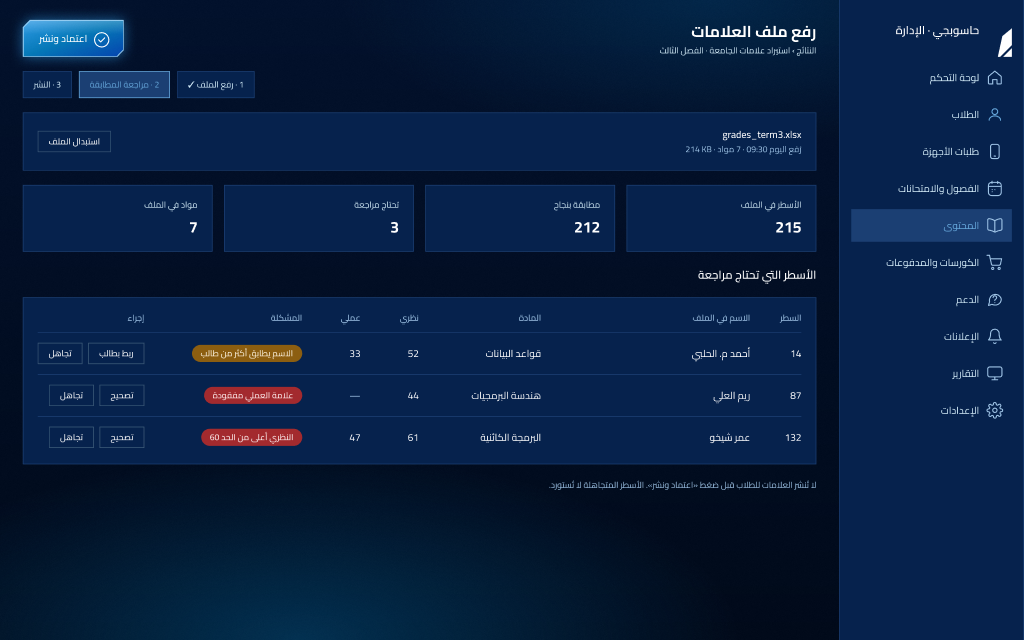 حاسوبجي · الإدارة
لوحة التحكم
الطلاب
طلبات الأجهزة
الفصول والامتحانات
المحتوى
الكورسات والمدفوعات
الدعم
الإعلانات
التقارير
الإعدادات
رفع ملف العلامات
النتائج › استيراد علامات الجامعة · الفصل الثالث
اعتماد ونشر
1 · رفع الملف ✓
2 · مراجعة المطابقة
3 · النشر
grades_term3.xlsx
رُفع اليوم 09:30 · 7 مواد · 214 KB
استبدال الملف
الأسطر في الملف
215
مطابقة بنجاح
212
تحتاج مراجعة
3
مواد في الملف
7
الأسطر التي تحتاج مراجعة
السطر الاسم في الملف المادة نظري عملي المشكلة إجراء
14 أحمد م. الحلبي قواعد البيانات 52 33 الاسم يطابق أكثر من طالب ربط بطالب تجاهل
87 ريم العلي هندسة البرمجيات 44 — علامة العملي مفقودة تصحيح تجاهل
132 عمر شيخو البرمجة الكائنية 61 47 النظري أعلى من الحد 60 تصحيح تجاهل
لا تُنشر العلامات للطلاب قبل ضغط «اعتماد ونشر». الأسطر المتجاهلة لا تُستورد.